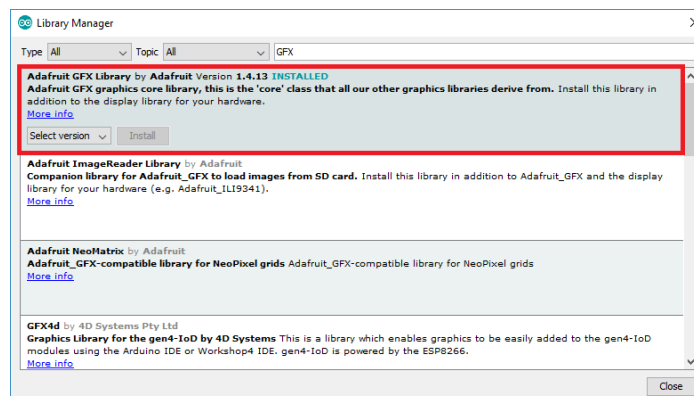 Library Manager
Type All Topic All GFX
Adafruit GFX Library by Adafruit Version 1.4.13 INSTALLED
Adafruit GFX graphics core library, this is the 'core' class that all our other graphics libraries derive from. Install this library in
addition to the display library for your hardware.
More info
Select version Install
Adafruit ImageReader Library by Adafruit
Companion library for Adafruit_GFX to load images from SD card. Install this library in addition to Adafruit_GFX and the display
library for your hardware (e.g. Adafruit_ILI9341).
More info
Adafruit NeoMatrix by Adafruit
Adafruit_GFX-compatible library for NeoPixel grids Adafruit_GFX-compatible library for NeoPixel grids
More info
GFX4d by 4D Systems Pty Ltd
Graphics Library for the gen4-IoD by 4D Systems This is a library which enables graphics to be easily added to the gen4-IoD
modules using the Arduino IDE or Workshop4 IDE. gen4-IoD is powered by the ESP8266.
More info
Close